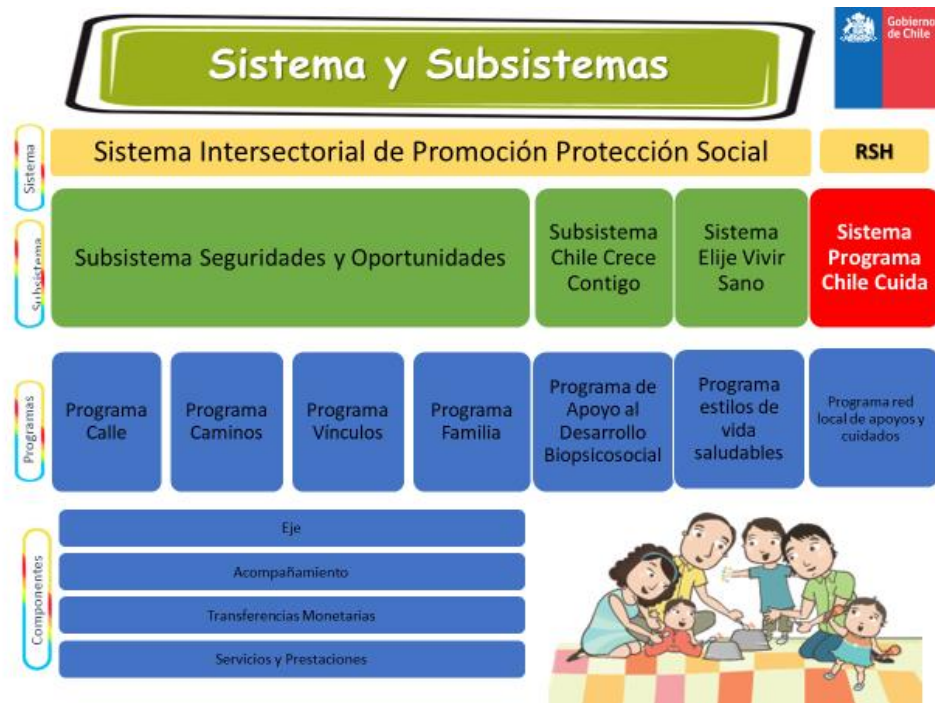 Sistema y Subsistemas
Gobierno
de Chile
Sistema
Sistema Intersectorial de Promoción Protección Social
RSH
Subsistema
Subsistema Seguridades y Oportunidades
Subsistema
Chile Crece
Contigo
Sistema
Elije Vivir
Sano
Sistema
Programa
Chile Cuida
Programas
Programa
Calle
Programa
Caminos
Programa
Vínculos
Programa
Familia
Programa de
Apoyo al
Desarrollo
Biopsicosocial
Programa
estilos de
vida
saludables
Programa red
local de apoyos y
cuidados
Componentes
Eje
Acompañamiento
Transferencias Monetarias
Servicios y Prestaciones